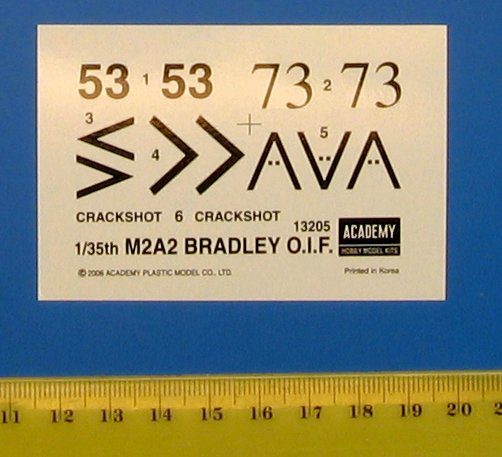 53 1 53 73 2 73
3
4
5
CRACKSHOT 6 CRACKSHOT
13205
1/35th M2A2 BRADLEY O.I.F.
ACADEMY
HOBBY MODEL KITS
© 2006 ACADEMY PLASTIC MODEL CO., LTD.
Printed in Korea
11 12 13 14 15 16 17 18 19 20 2